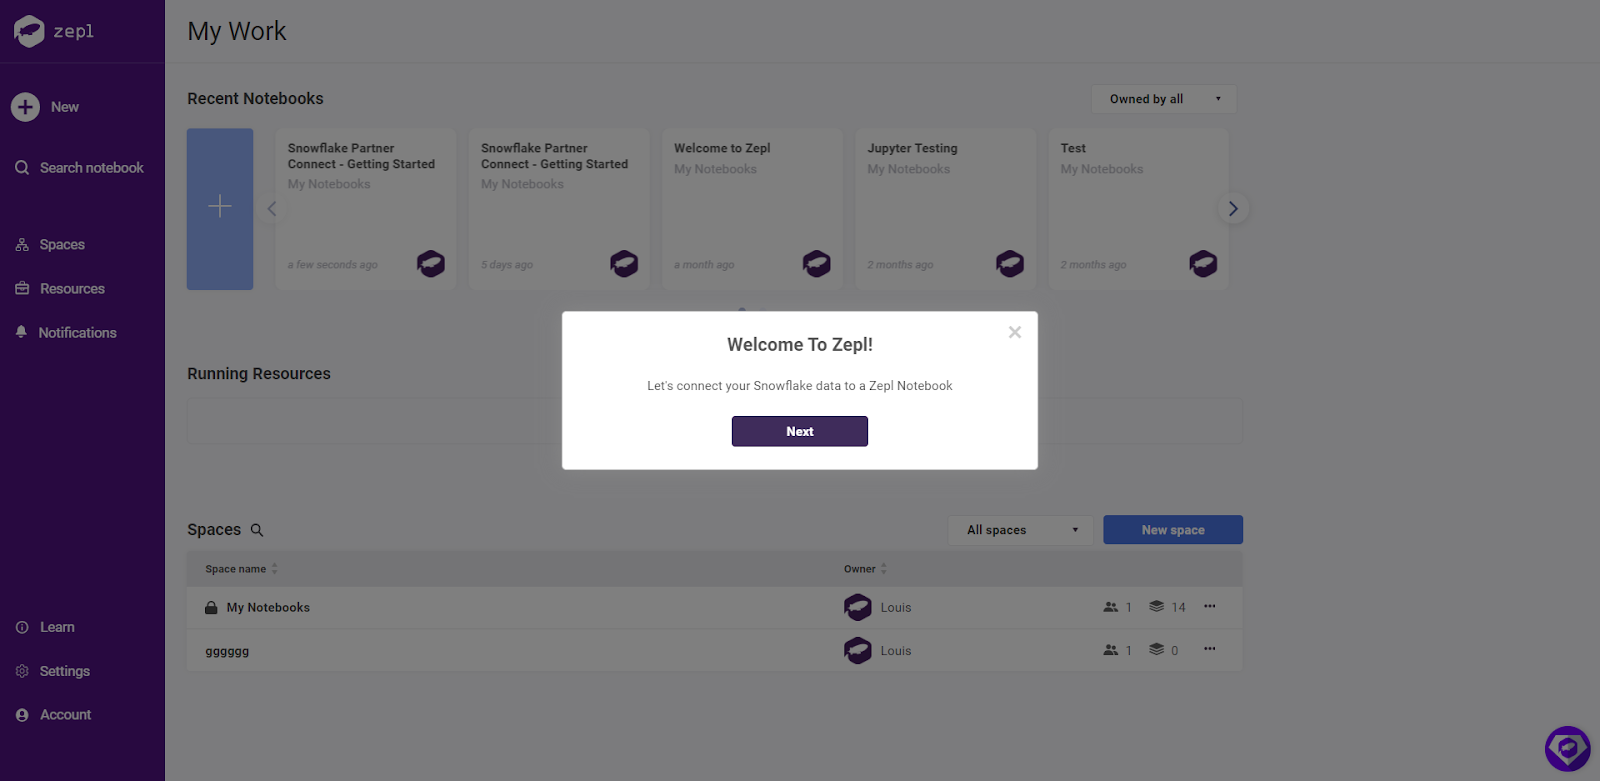 zepl
My Work
New
Search notebook
Spaces
Resources
Notifications
Learn
Settings
Account
Recent Notebooks
Owned by all
Snowflake Partner
Connect - Getting Started
My Notebooks
a few seconds ago
Snowflake Partner
Connect - Getting Started
My Notebooks
5 days ago
Welcome to Zepl
My Notebooks
a month ago
Jupyter Testing
My Notebooks
2 months ago
Test
My Notebooks
2 months ago
Welcome To Zepl!
Let's connect your Snowflake data to a Zepl Notebook
Next
Running Resources
Spaces
All spaces
New space
Space name Owner
My Notebooks Louis 1 14
gggggg Louis 1 0